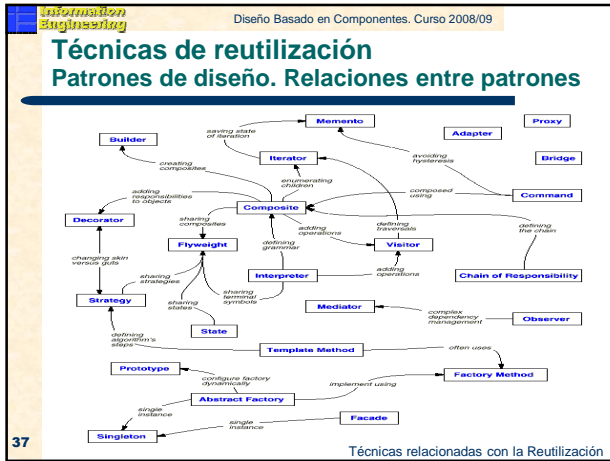 Information
Engineering
Diseño Basado en Componentes. Curso 2008/09
Técnicas de reutilización
Patrones de diseño. Relaciones entre patrones
Memento
Proxy
saving state
of iteration
Adapter
Builder
avoiding
hysteresis
Iterator
Bridge
creating
composites
enumerating
children
adding
responsibilities
to objects
composed
using
Command
Composite
Decorator
sharing
composites
defining
traversals
defining
the chain
adding
operations
Flyweight
defining
grammar
Visitor
changing skin
versus guts
Interpreter
adding
operations
Chain of Responsibility
sharing
strategies
sharing
terminal
symbols
Strategy
sharing
states
Mediator
complex
dependency
management
Observer
State
defining
algorithm's
steps
Template Method
often uses
Prototype
configure factory
dynamically
Factory Method
implement using
Abstract Factory
single
instance
Facade
single
instance
Singleton
37
Técnicas relacionadas con la Reutilización